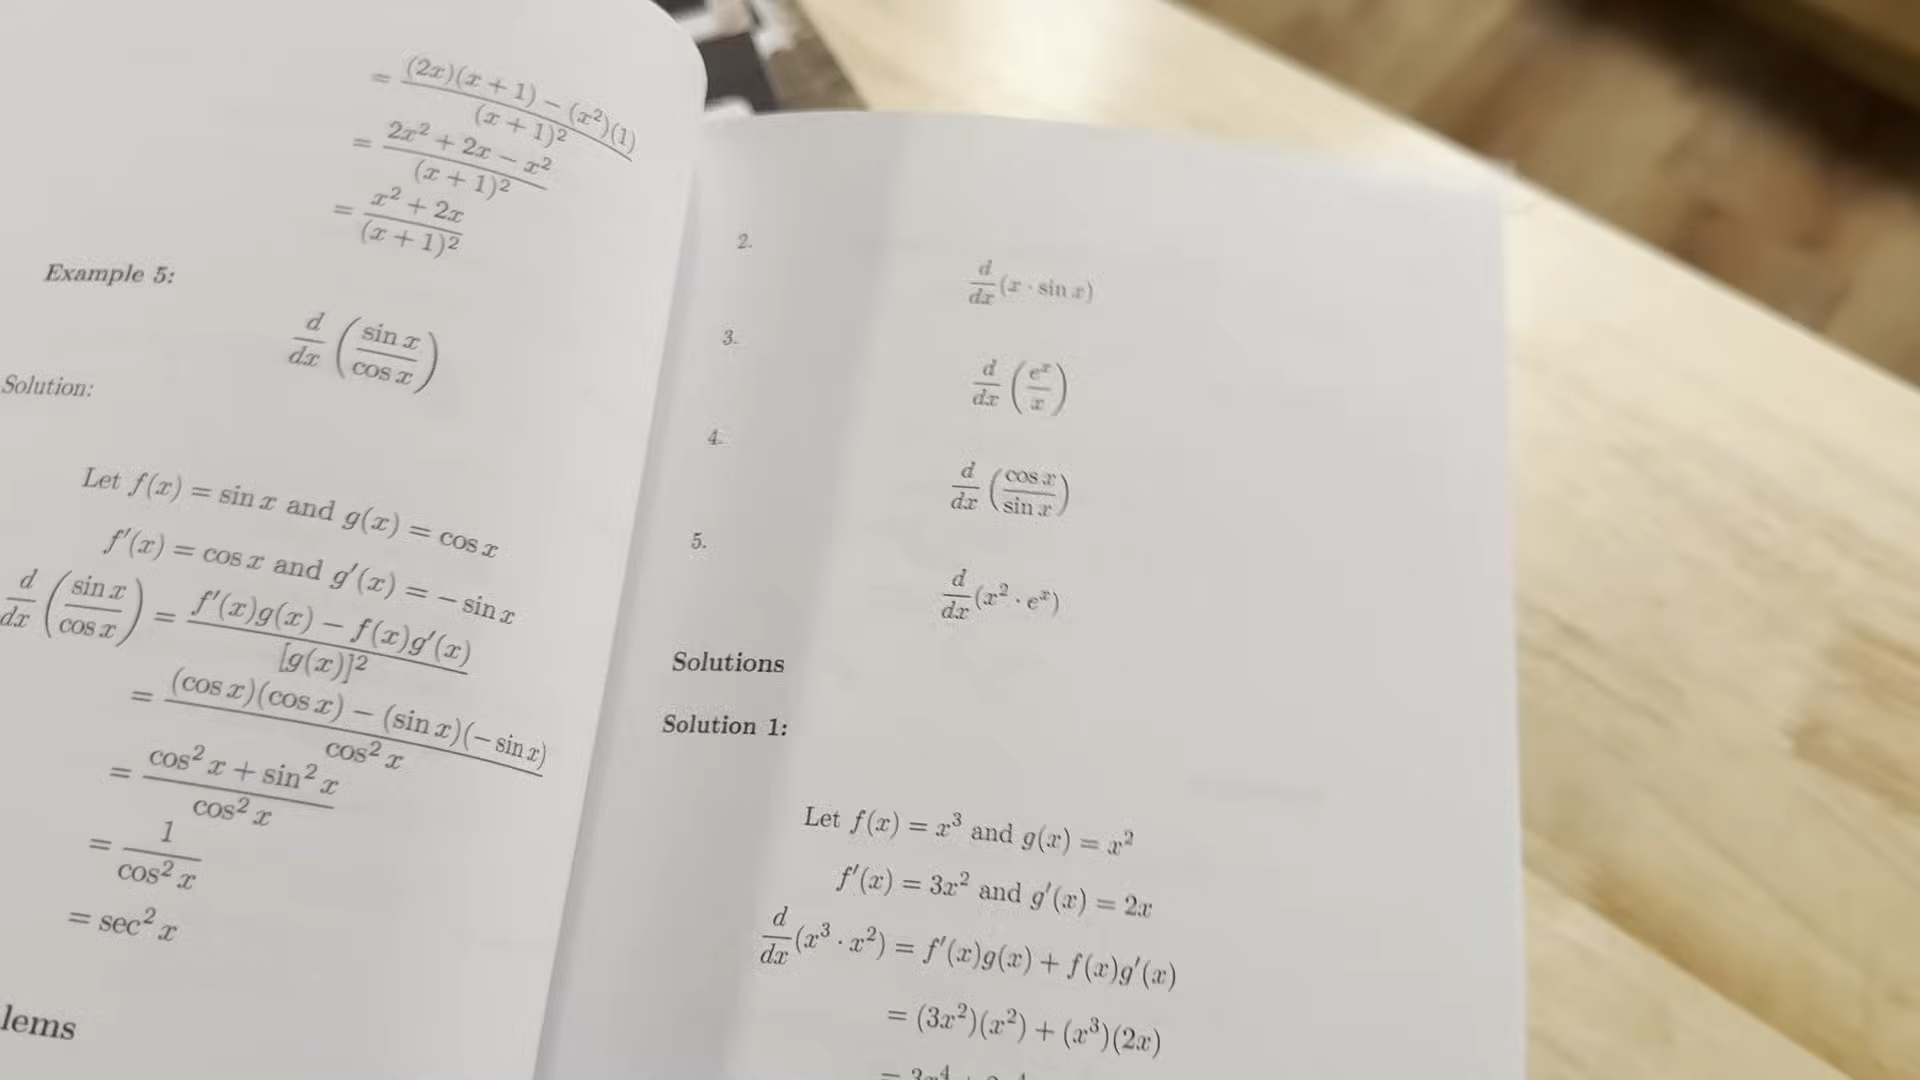 = (2x)(x + 1) − (x²)(1) / (x + 1)²
= 2x² + 2x − x² / (x + 1)²
= x² + 2x / (x + 1)²
Example 5:
d/dx (sin x / cos x)
Solution:
Let f(x) = sin x and g(x) = cos x
f′(x) = cos x and g′(x) = − sin x
d/dx (sin x / cos x) = f′(x)g(x) − f(x)g′(x) / [g(x)]²
= (cos x)(cos x) − (sin x)(− sin x) / cos² x
= cos² x + sin² x / cos² x
= 1 / cos² x
= sec² x
lems
2.
d/dx (x · sin x)
3.
d/dx (eˣ / x)
4.
d/dx (cos x / sin x)
5.
d/dx (x² · eˣ)
Solutions
Solution 1:
Let f(x) = x³ and g(x) = x²
f′(x) = 3x² and g′(x) = 2x
d/dx (x³ · x²) = f′(x)g(x) + f(x)g′(x)
= (3x²)(x²) + (x³)(2x)